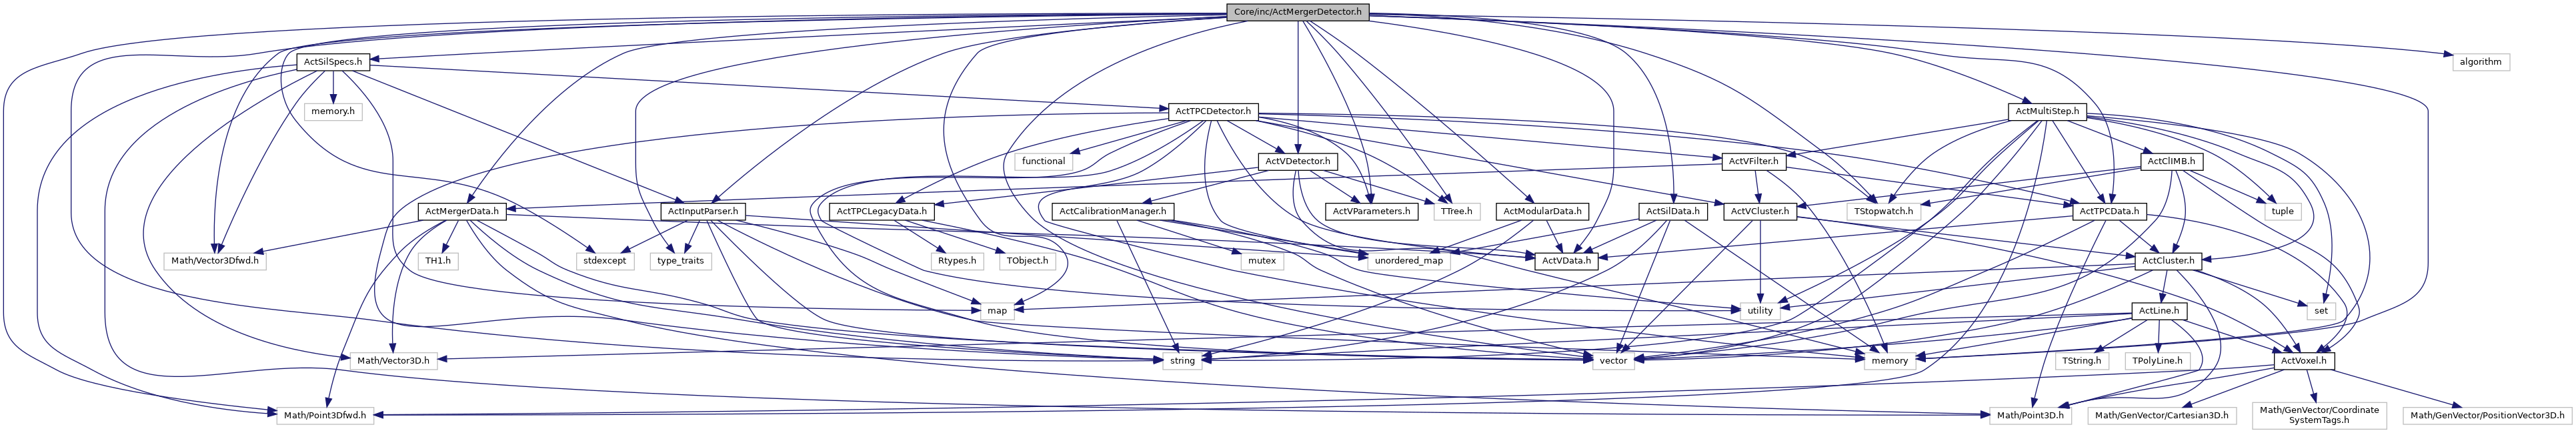 Core/inc/ActMergerDetector.h
ActSilSpecs.h
algorithm
memory.h
ActTPCDetector.h
ActMultiStep.h
functional
ActVDetector.h
ActVFilter.h
ActClIMB.h
ActMergerData.h
ActInputParser.h
ActTPCLegacyData.h
ActCalibrationManager.h
ActVParameters.h
TTree.h
ActModularData.h
ActSilData.h
ActVCluster.h
TStopwatch.h
ActTPCData.h
tuple
Math/Vector3Dfwd.h
TH1.h
stdexcept
type_traits
Rtypes.h
TObject.h
mutex
unordered_map
ActVData.h
ActCluster.h
map
utility
ActLine.h
set
Math/Vector3D.h
string
vector
memory
TString.h
TPolyLine.h
ActVoxel.h
Math/Point3Dfwd.h
Math/Point3D.h
Math/GenVector/Cartesian3D.h
Math/GenVector/Coordinate
SystemTags.h
Math/GenVector/PositionVector3D.h